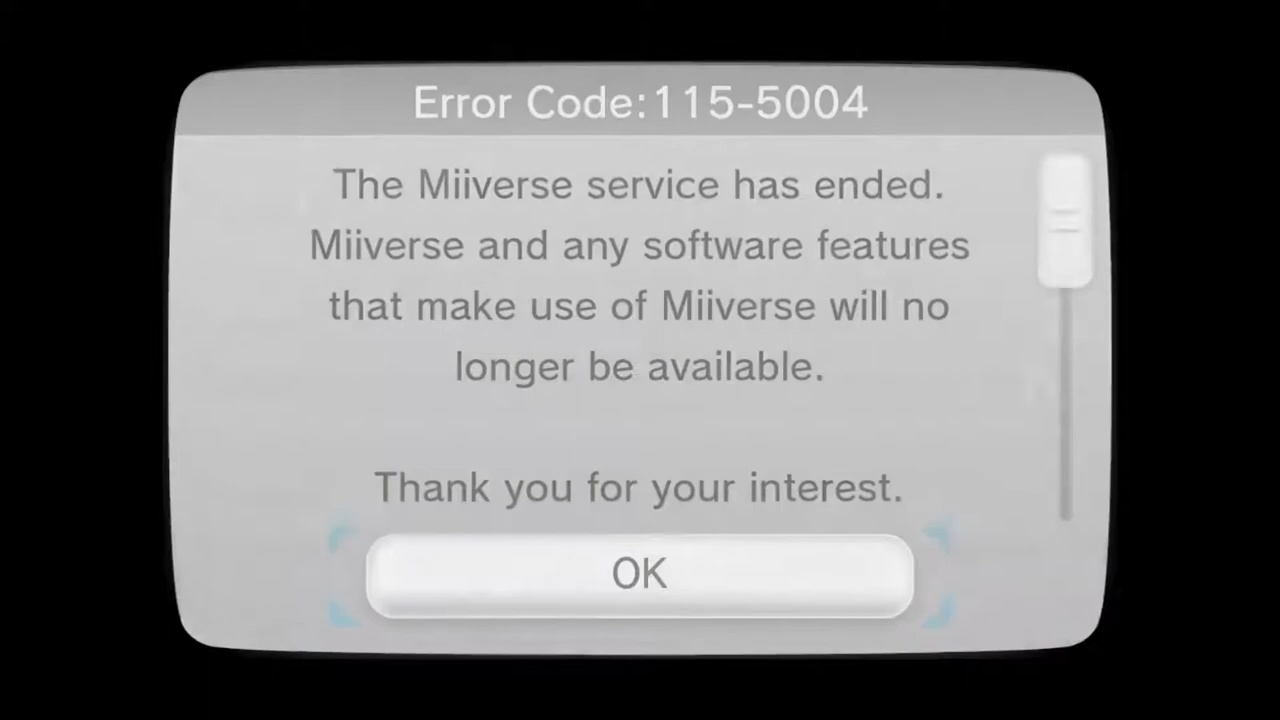 Error Code:115-5004
The Miiverse service has ended.
Miiverse and any software features
that make use of Miiverse will no
longer be available.
Thank you for your interest.
OK